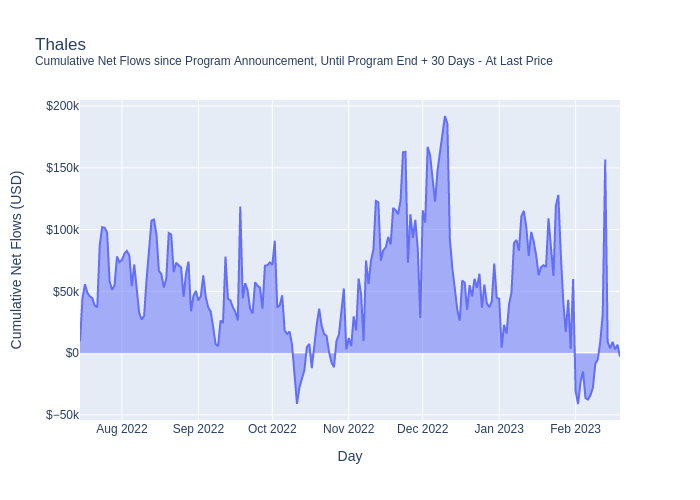 Thales
Cumulative Net Flows since Program Announcement, Until Program End + 30 Days - At Last Price
Cumulative Net Flows (USD)
$200k
$150k
$100k
$50k
$0
−$50k
Aug 2022
Sep 2022
Oct 2022
Nov 2022
Dec 2022
Jan 2023
Feb 2023
Day